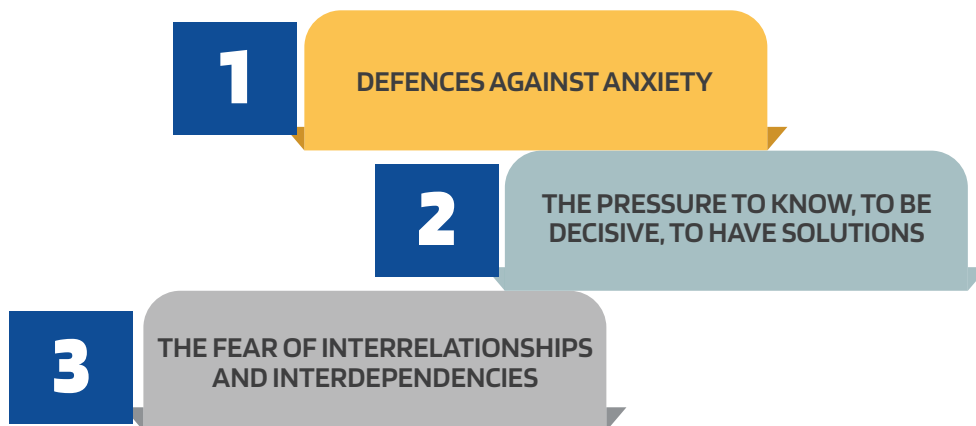 1
DEFENCES AGAINST ANXIETY
2
THE PRESSURE TO KNOW, TO BE
DECISIVE, TO HAVE SOLUTIONS
3
THE FEAR OF INTERRELATIONSHIPS
AND INTERDEPENDENCIES